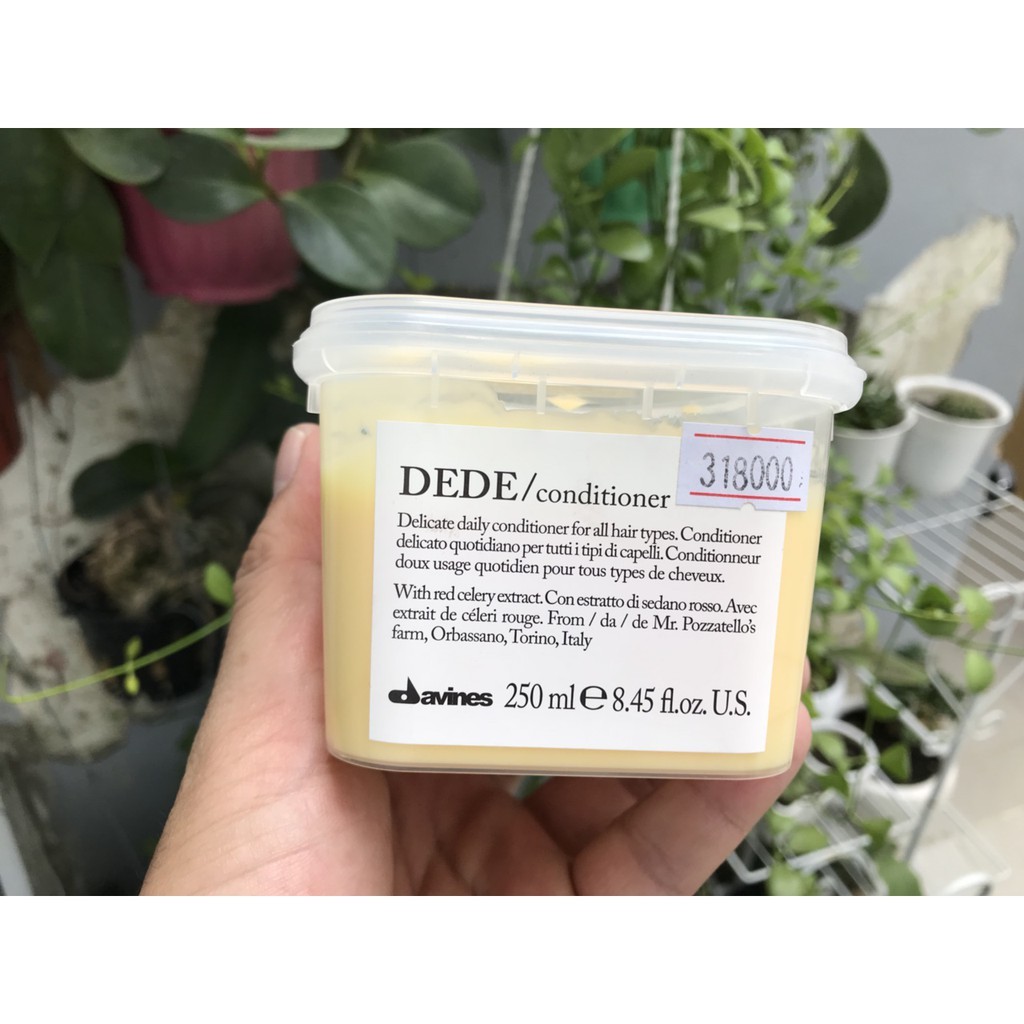 DEDE/conditioner
318000
Delicate daily conditioner for all hair types. Conditioner
delicato quotidiano per tutti i tipi di capelli. Conditionneur
doux usage quotidien pour tous types de cheveux.
With red celery extract. Con estratto di sedano rosso. Avec
extrait de céleri rouge. From / da / de Mr. Pozzatello's
farm, Orbassano, Torino, Italy
davines 250 ml ℮ 8.45 fl.oz. U.S.